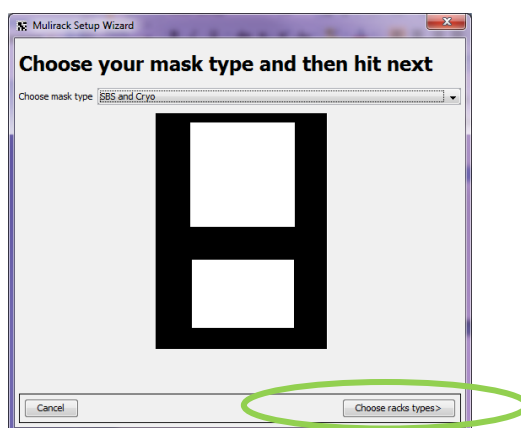 Mulirack Setup Wizard
Choose your mask type and then hit next
Choose mask type SBS and Cryo
Cancel Choose racks types>